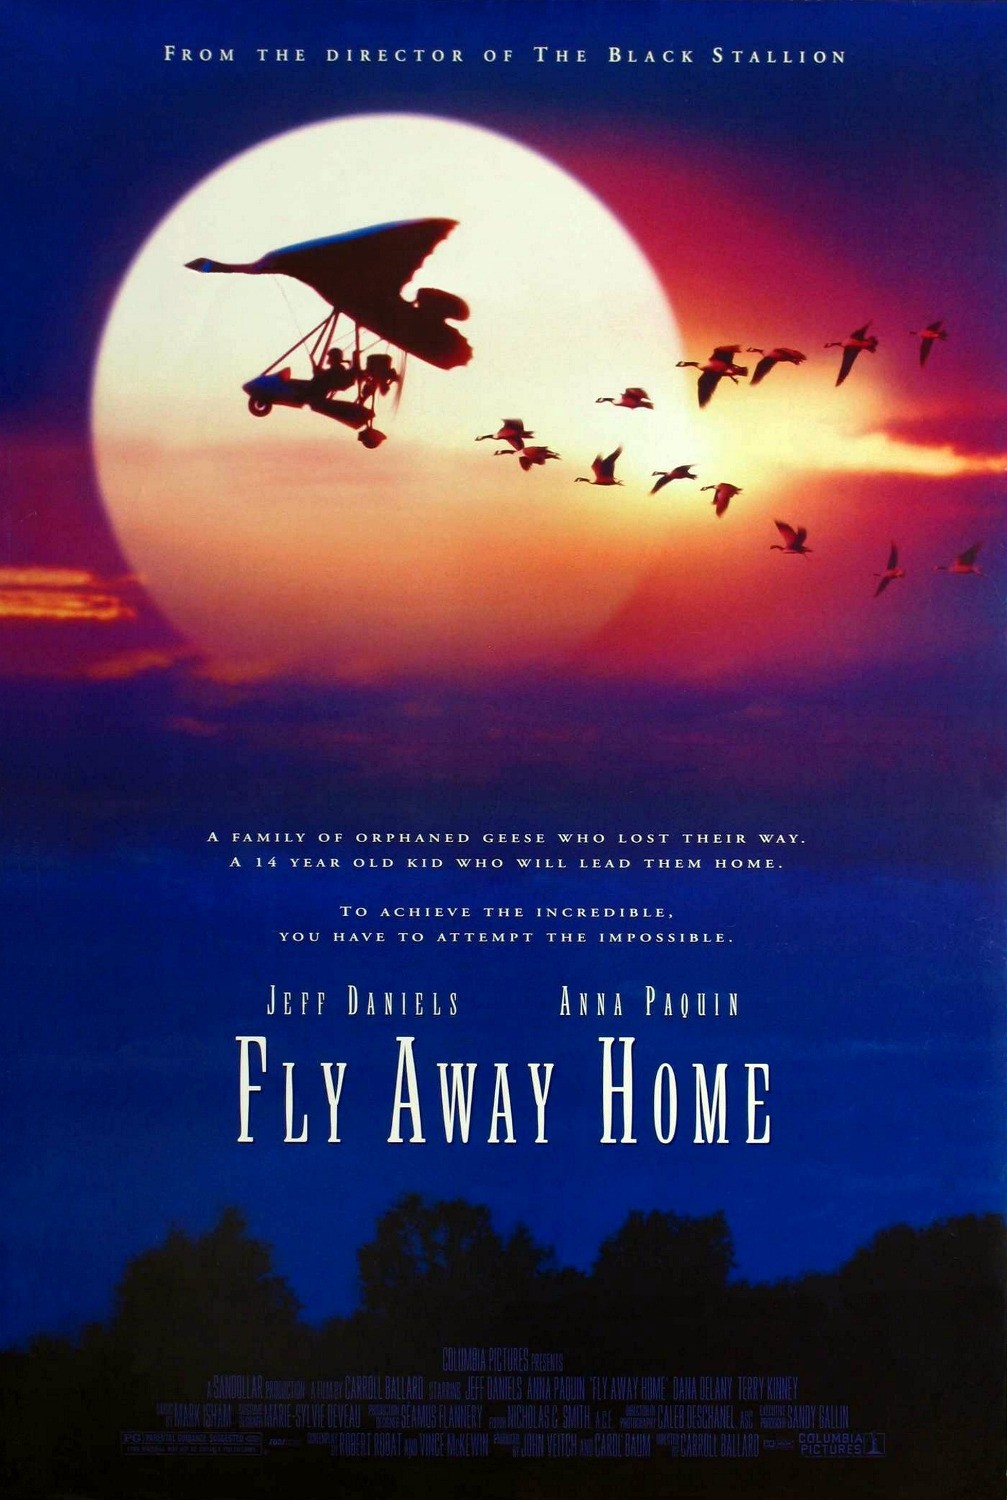 From the director of The Black Stallion
A family of orphaned geese who lost their way.
A 14 year old kid who will lead them home.
To achieve the incredible,
you have to attempt the impossible.
Jeff Daniels Anna Paquin
Fly Away Home
COLUMBIA PICTURES PRESENTS
A SANDOLLAR PRODUCTION A FILM BY CARROLL BALLARD STARRING JEFF DANIELS ANNA PAQUIN "FLY AWAY HOME" DANA DELANY TERRY KINNEY
MARK ISHAM MARIE-SYLVIE DEVEAU SEAMUS FLANNERY NICHOLAS C. SMITH, A.C.E. CALEB DESCHANEL, ASC SANDY GALLIN
ROBERT RODAT AND VINCE McKEWIN JOHN VEITCH AND CAROL BAUM CARROLL BALLARD
PG PARENTAL GUIDANCE SUGGESTED
COLUMBIA
PICTURES